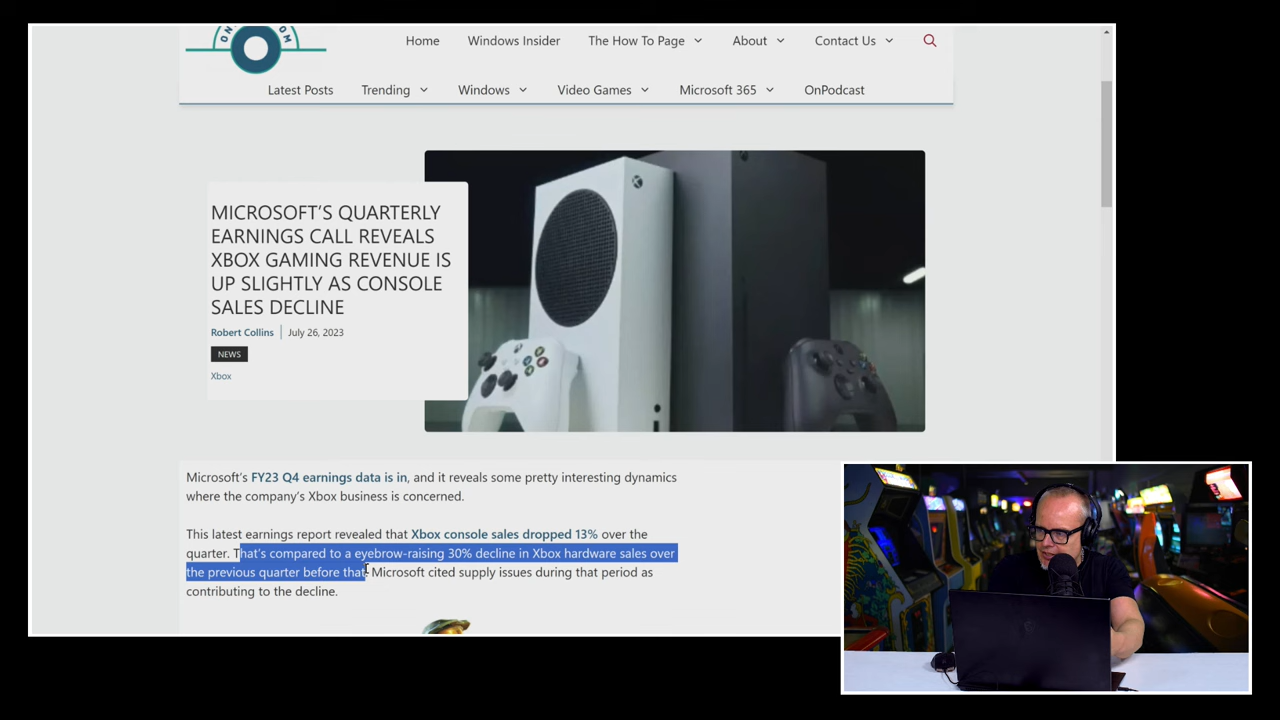 Home
Windows Insider
The How To Page
About
Contact Us
Latest Posts
Trending
Windows
Video Games
Microsoft 365
OnPodcast
MICROSOFT'S QUARTERLY
EARNINGS CALL REVEALS
XBOX GAMING REVENUE IS
UP SLIGHTLY AS CONSOLE
SALES DECLINE
Robert Collins | July 26, 2023
NEWS
Xbox
Microsoft's FY23 Q4 earnings data is in, and it reveals some pretty interesting dynamics
where the company's Xbox business is concerned.
This latest earnings report revealed that Xbox console sales dropped 13% over the
quarter. That's compared to a eyebrow-raising 30% decline in Xbox hardware sales over
the previous quarter before that. Microsoft cited supply issues during that period as
contributing to the decline.